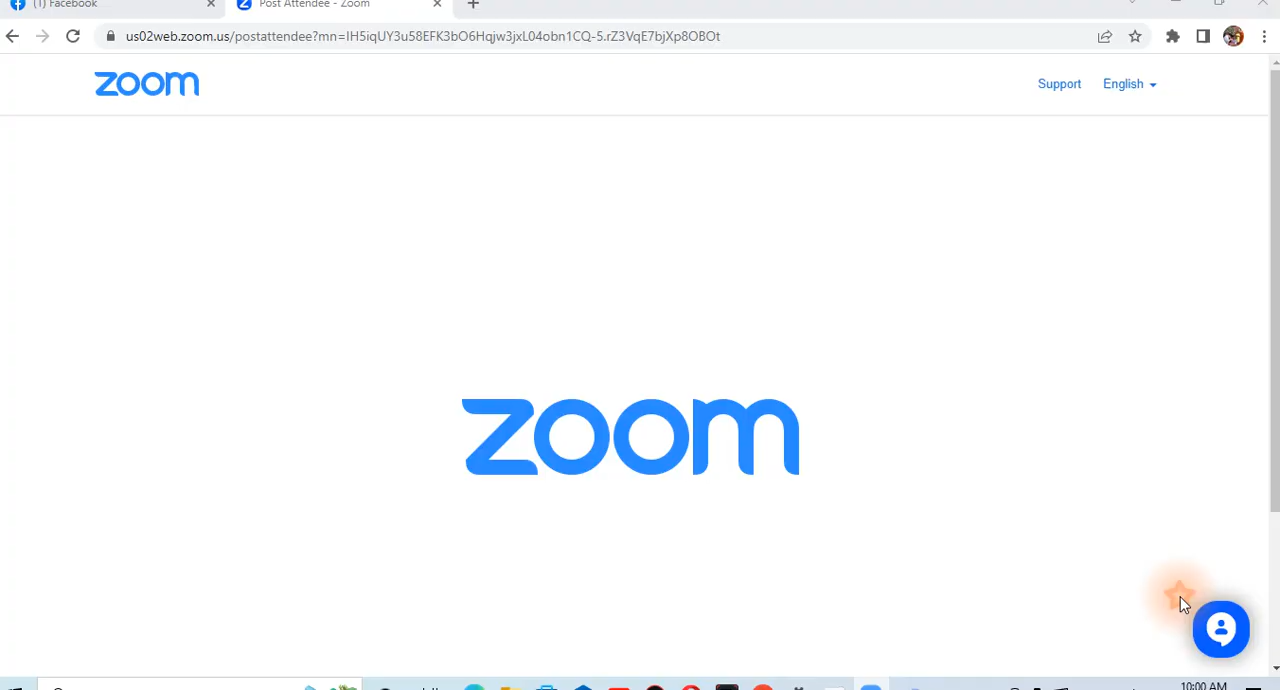 (1) Facebook
Post Attendee - Zoom
us02web.zoom.us/postattendee?mn=IH5iqUY3u58EFK3bO6Hqjw3jxL04obn1CQ-5.rZ3VqE7bjXp8OBOt
zoom
Support
English
zoom
10:00 AM